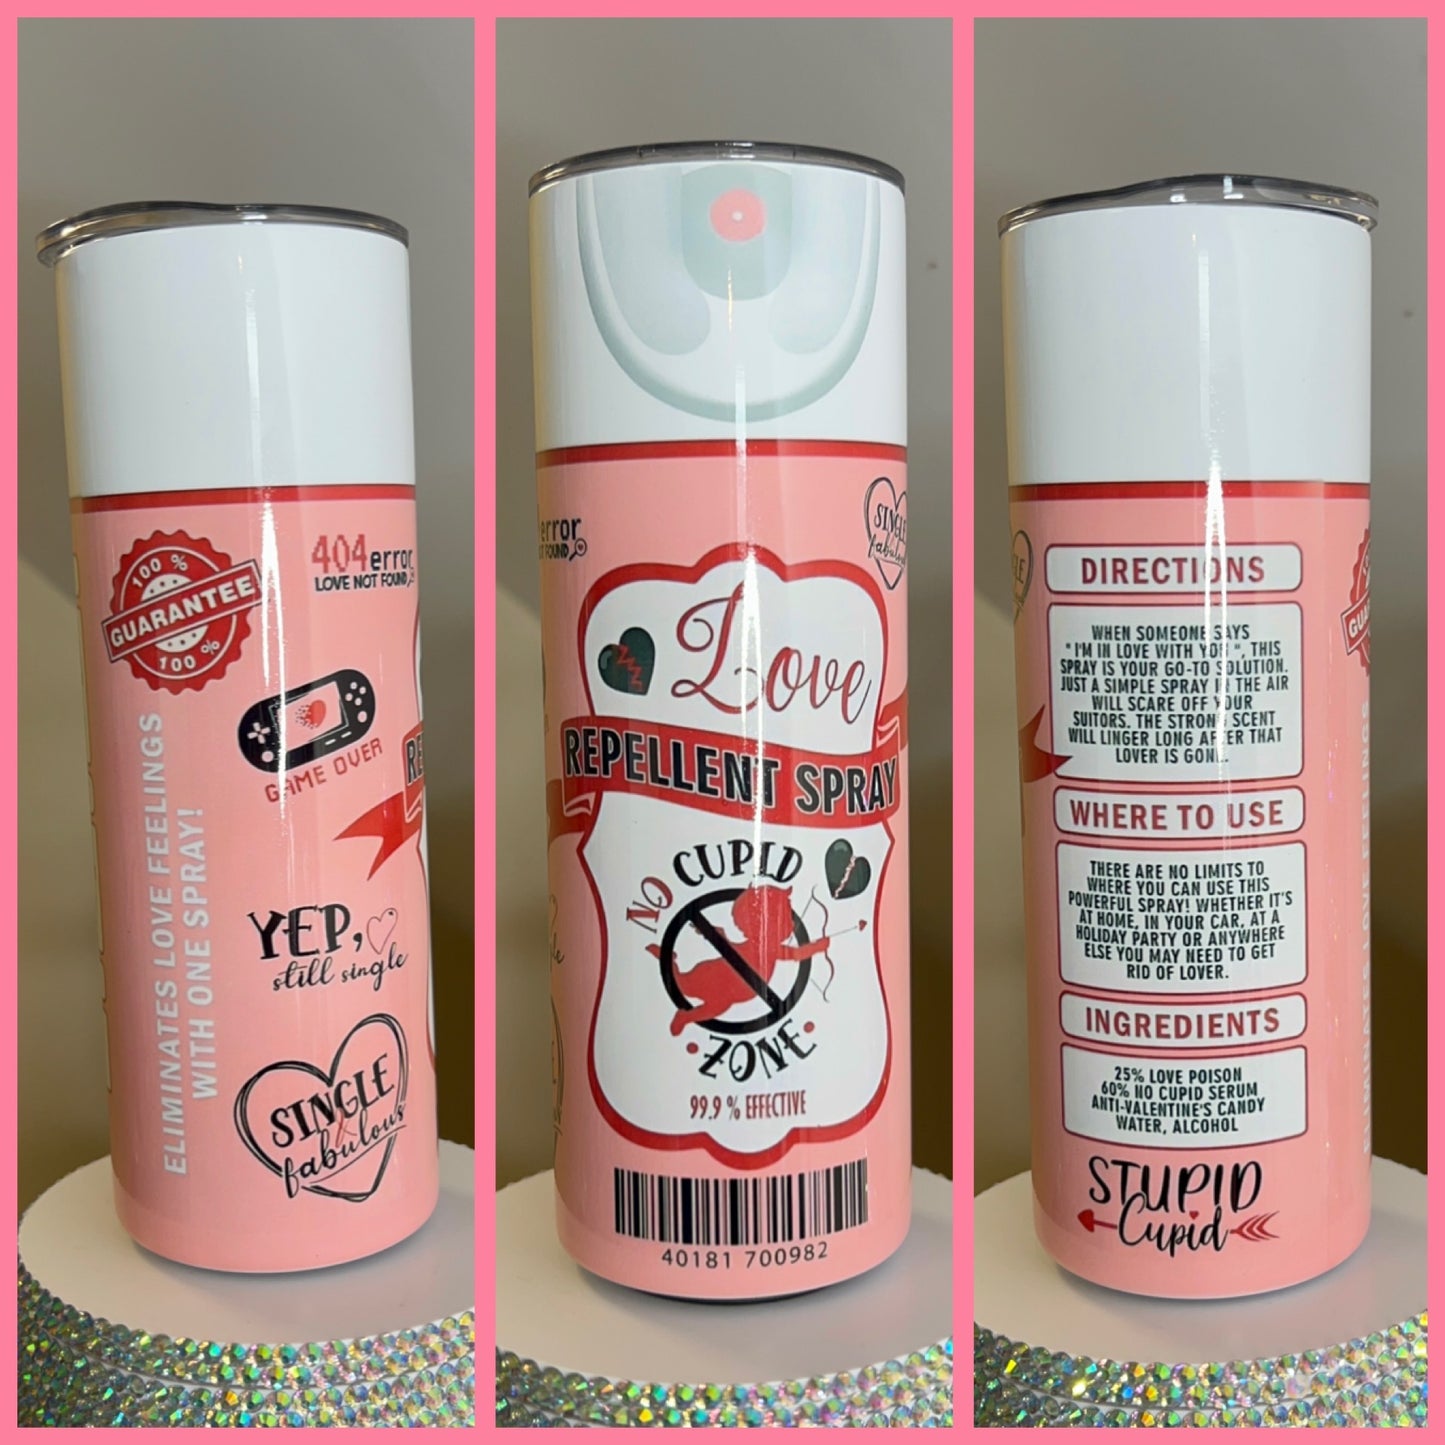 100 %
GUARANTEE
100 %
404error
LOVE NOT FOUND
GAME OVER
ELIMINATES LOVE FEELINGS
WITH ONE SPRAY!
YEP,
still single
SINGLE
&
fabulous
error
FOUND
SINGLE
fabulous
Love
REPELLENT SPRAY
NO CUPID
ZONE
99.9 % EFFECTIVE
40181 700982
DIRECTIONS
WHEN SOMEONE SAYS
" I'M IN LOVE WITH YOU ", THIS
SPRAY IS YOUR GO-TO SOLUTION.
JUST A SIMPLE SPRAY IN THE AIR
WILL SCARE OFF YOUR
SUITORS. THE STRONG SCENT
WILL LINGER LONG AFTER THAT
LOVER IS GONE.
WHERE TO USE
THERE ARE NO LIMITS TO
WHERE YOU CAN USE THIS
POWERFUL SPRAY! WHETHER IT'S
AT HOME, IN YOUR CAR, AT A
HOLIDAY PARTY OR ANYWHERE
ELSE YOU MAY NEED TO GET
RID OF LOVER.
INGREDIENTS
25% LOVE POISON
60% NO CUPID SERUM
ANTI-VALENTINE'S CANDY
WATER, ALCOHOL
STUPID
Cupid